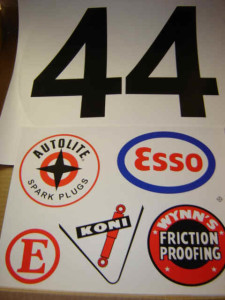 44
AUTOLITE
SPARK PLUGS
Esso
E
KONI
WYNN'S
FRICTION
PROOFING